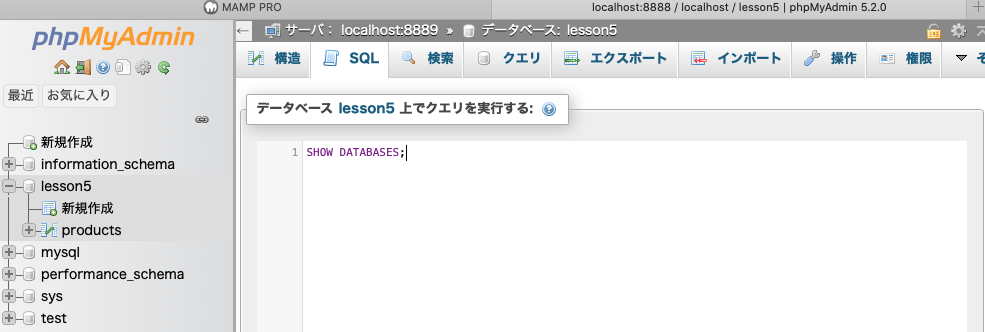 MAMP PRO
localhost:8888 / localhost / lesson5 | phpMyAdmin 5.2.0
phpMyAdmin
最近 お気に入り
新規作成
information_schema
lesson5
新規作成
products
mysql
performance_schema
sys
test
サーバ： localhost:8889 » データベース: lesson5
構造 SQL 検索 クエリ エクスポート インポート 操作 権限
データベース lesson5 上でクエリを実行する:
1 SHOW DATABASES;